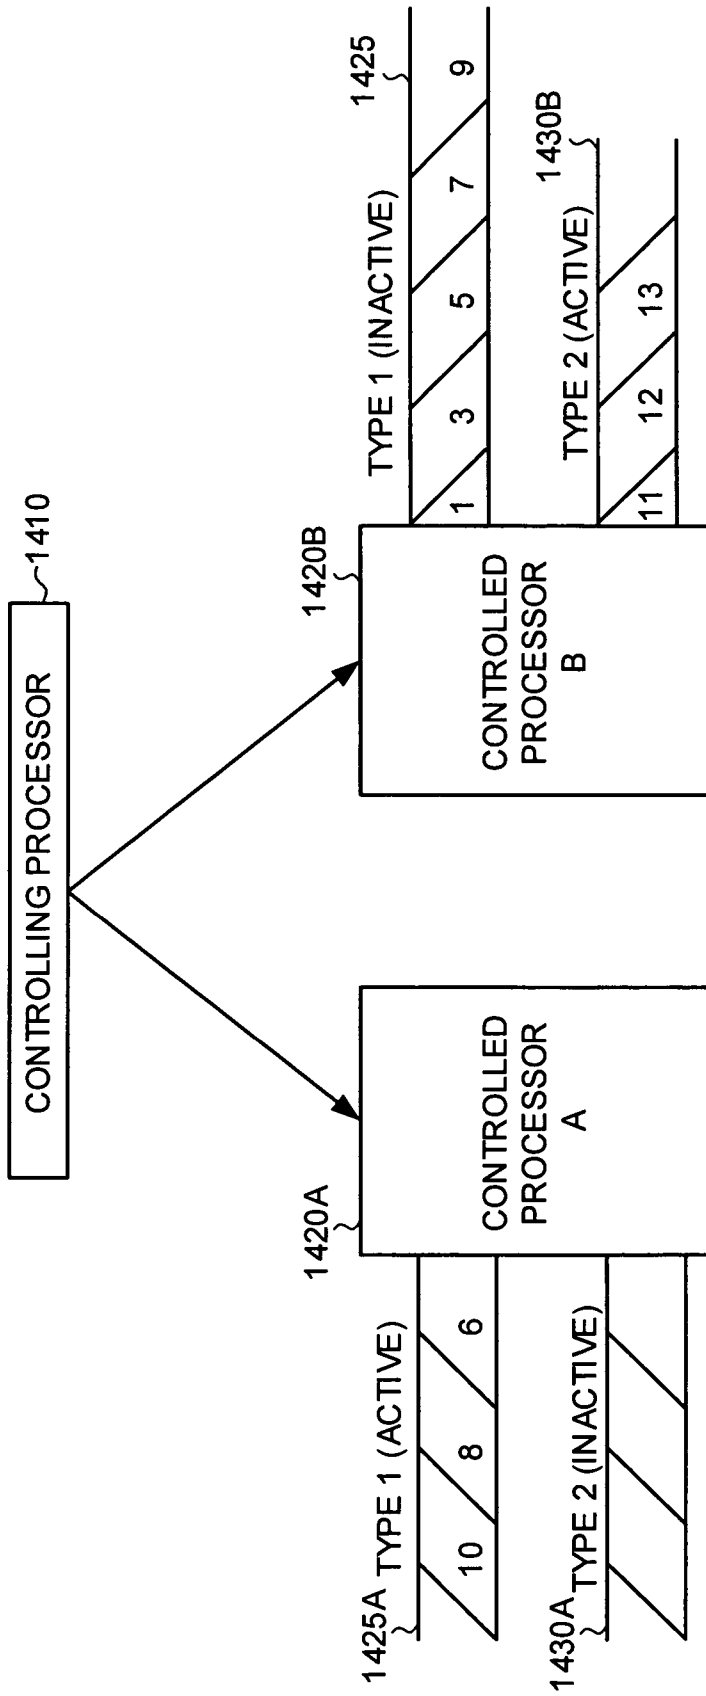 CONTROLLING PROCESSOR
1410
1420A
CONTROLLED
PROCESSOR
A
1420B
CONTROLLED
PROCESSOR
B
1425A
TYPE 1 (ACTIVE)
10 8 6
1430A
TYPE 2 (INACTIVE)
TYPE 1 (INACTIVE)
1425
1 3 5 7 9
TYPE 2 (ACTIVE)
1430B
11 12 13